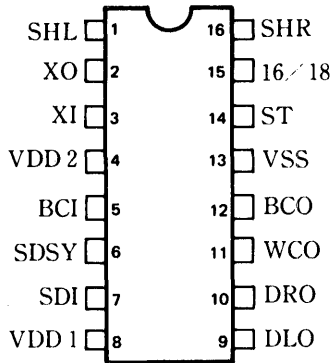 SHL 1 16 SHR
XO 2 15 16/18
XI 3 14 ST
VDD 2 4 13 VSS
BCI 5 12 BCO
SDSY 6 11 WCO
SDI 7 10 DRO
VDD 1 8 9 DLO